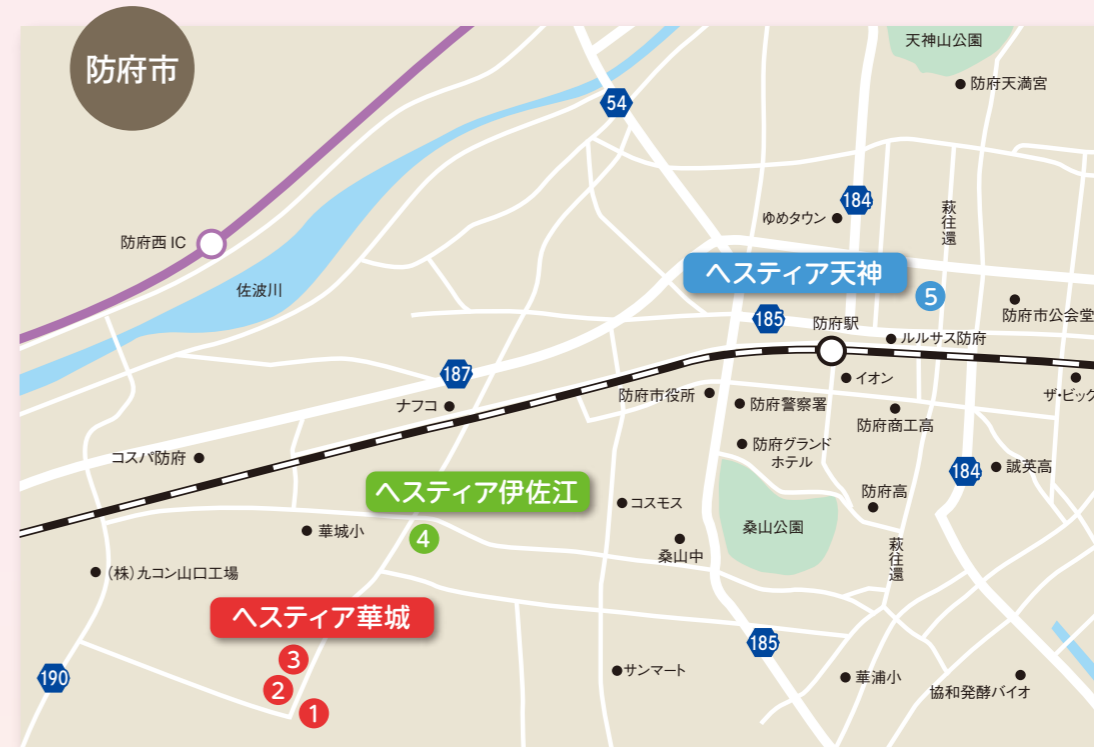 防府市
天神山公園
防府天満宮
54
184
ゆめタウン
萩往還
防府西 IC
佐波川
ヘスティア天神
5
防府市公会堂
185
防府駅
ルルサス防府
187
ナフコ
イオン
防府市役所
防府警察署
ザ・ビッグ
防府商工高
防府グランド
ホテル
コスパ防府
184
誠英高
ヘスティア伊佐江
コスモス
防府高
華城小
4
桑山公園
桑山中
萩往還
(株)九コン山口工場
ヘスティア華城
185
3
サンマート
190
2
華浦小
協和発酵バイオ
1